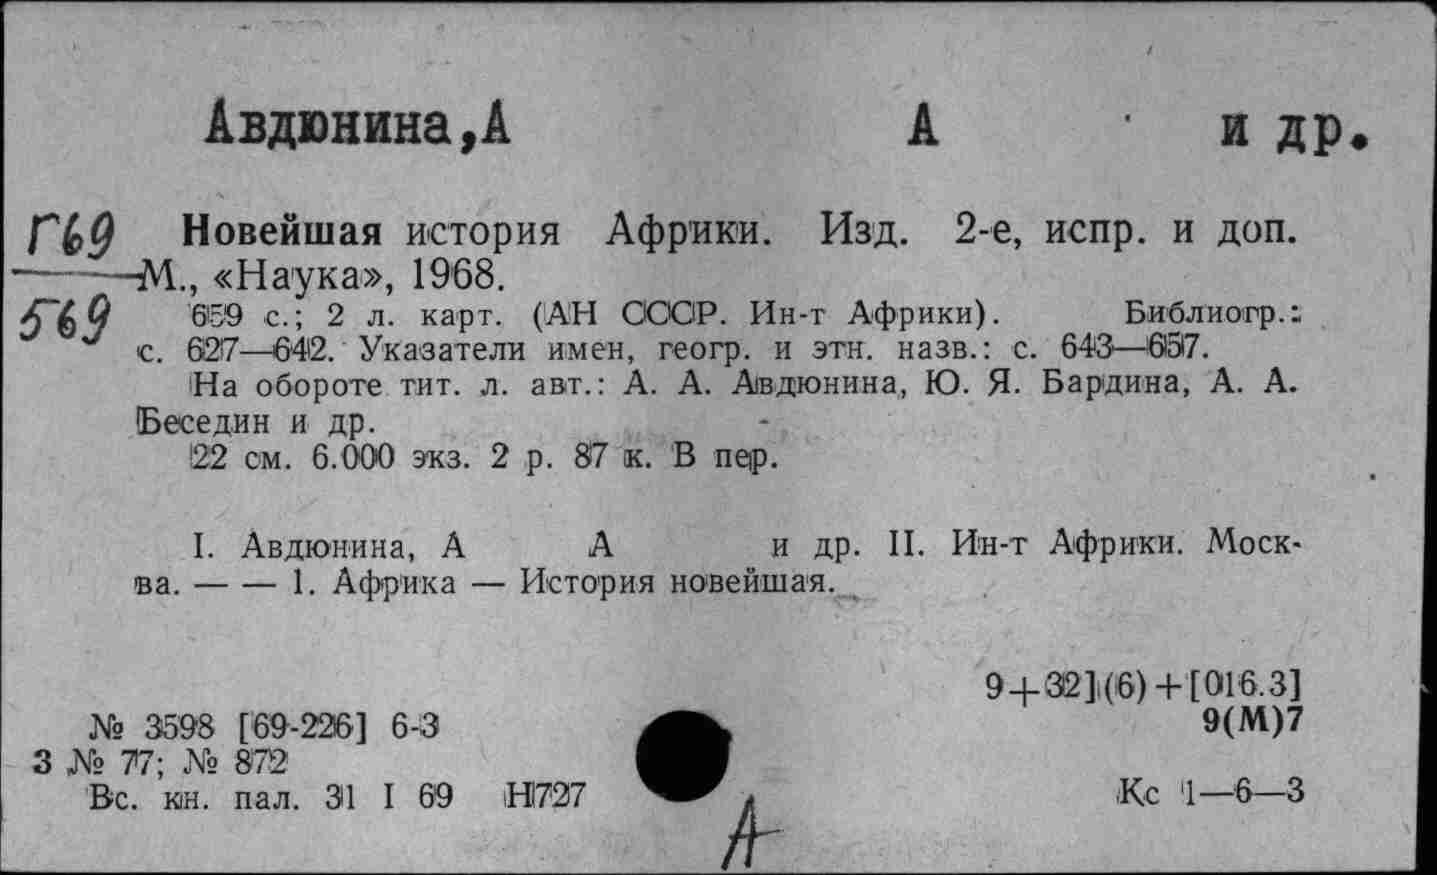 Авдюнина,А А и др.
Г69 Новейшая история Африки. Изд. 2-е, испр. и доп.
М., «Наука», 1968.
569 659 с.; 2 л. карт. (АН СССР. Ин-т Африки). Библиогр.:
с. 627—642. Указатели имен, геогр. и этн. назв.: с. 643—657.
На обороте тит. л. авт.: А. А. Авдюнина, Ю. Я. Бардина, А. А.
Беседин и др.
22 см. 6.000 экз. 2 р. 87 к. В пер.
I. Авдюнина, А А и др. II. Ин-т Африки. Моск-
ва. — — 1. Африка — История новейшая.
9+32](6)+[016.3]
№ 3598 [69-226] 6-3 9(М)7
3 № 77; № 872
Вс. кн. пал. 31 I 69 Н727 Кс 1—6—3
А